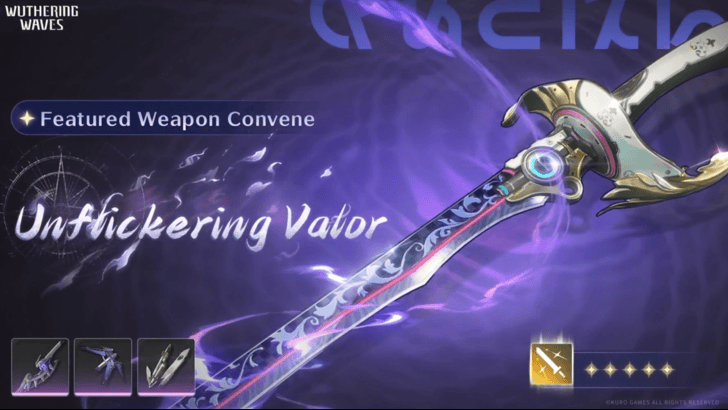 WUTHERING
WAVES
Featured Weapon Convene
Unflickering Valor
©KURO GAMES ALL RIGHTS RESERVED